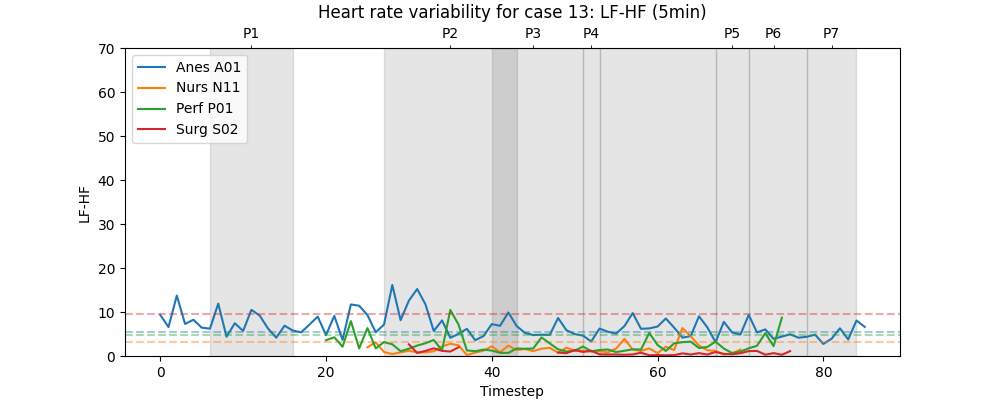 Heart rate variability for case 13: LF-HF (5min)
P1 P2 P3 P4 P5 P6 P7
70
60
50
40
30
20
10
0
LF-HF
Anes A01
Nurs N11
Perf P01
Surg S02
0 20 40 60 80
Timestep